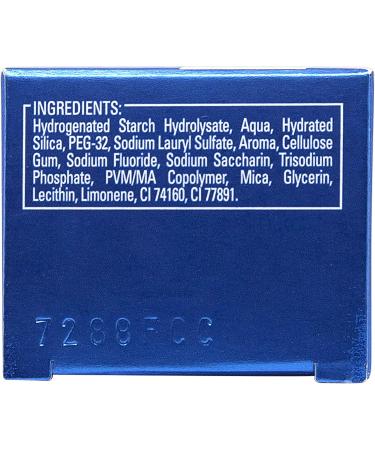 INGREDIENTS:
Hydrogenated Starch Hydrolysate, Aqua, Hydrated
Silica, PEG-32, Sodium Lauryl Sulfate, Aroma, Cellulose
Gum, Sodium Fluoride, Sodium Saccharin, Trisodium
Phosphate, PVM/MA Copolymer, Mica, Glycerin,
Lecithin, Limonene, CI 74160, CI 77891.
7288FCC